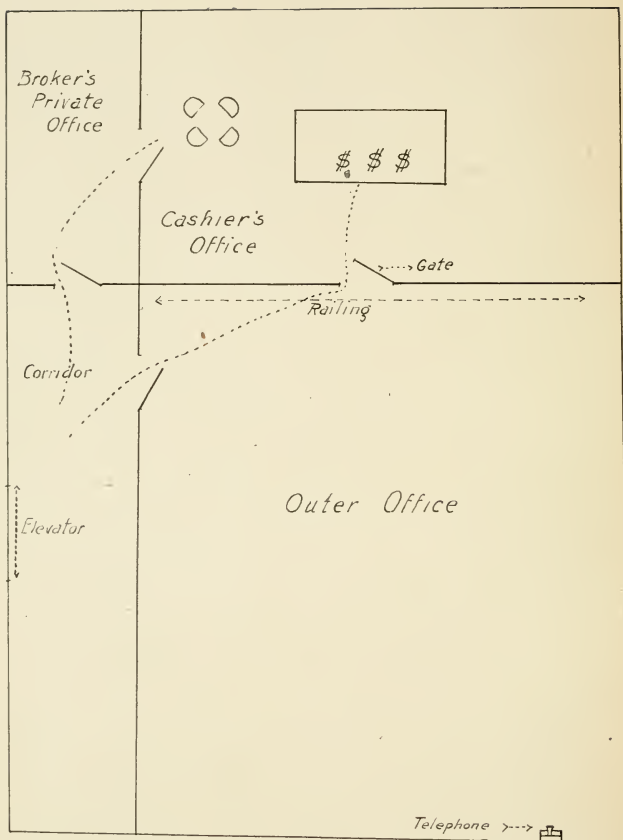 Broker's
Private
Office
$ $ $
Cashier's
Office
Gate
Railing
Corridor
Outer Office
Elevator
Telephone